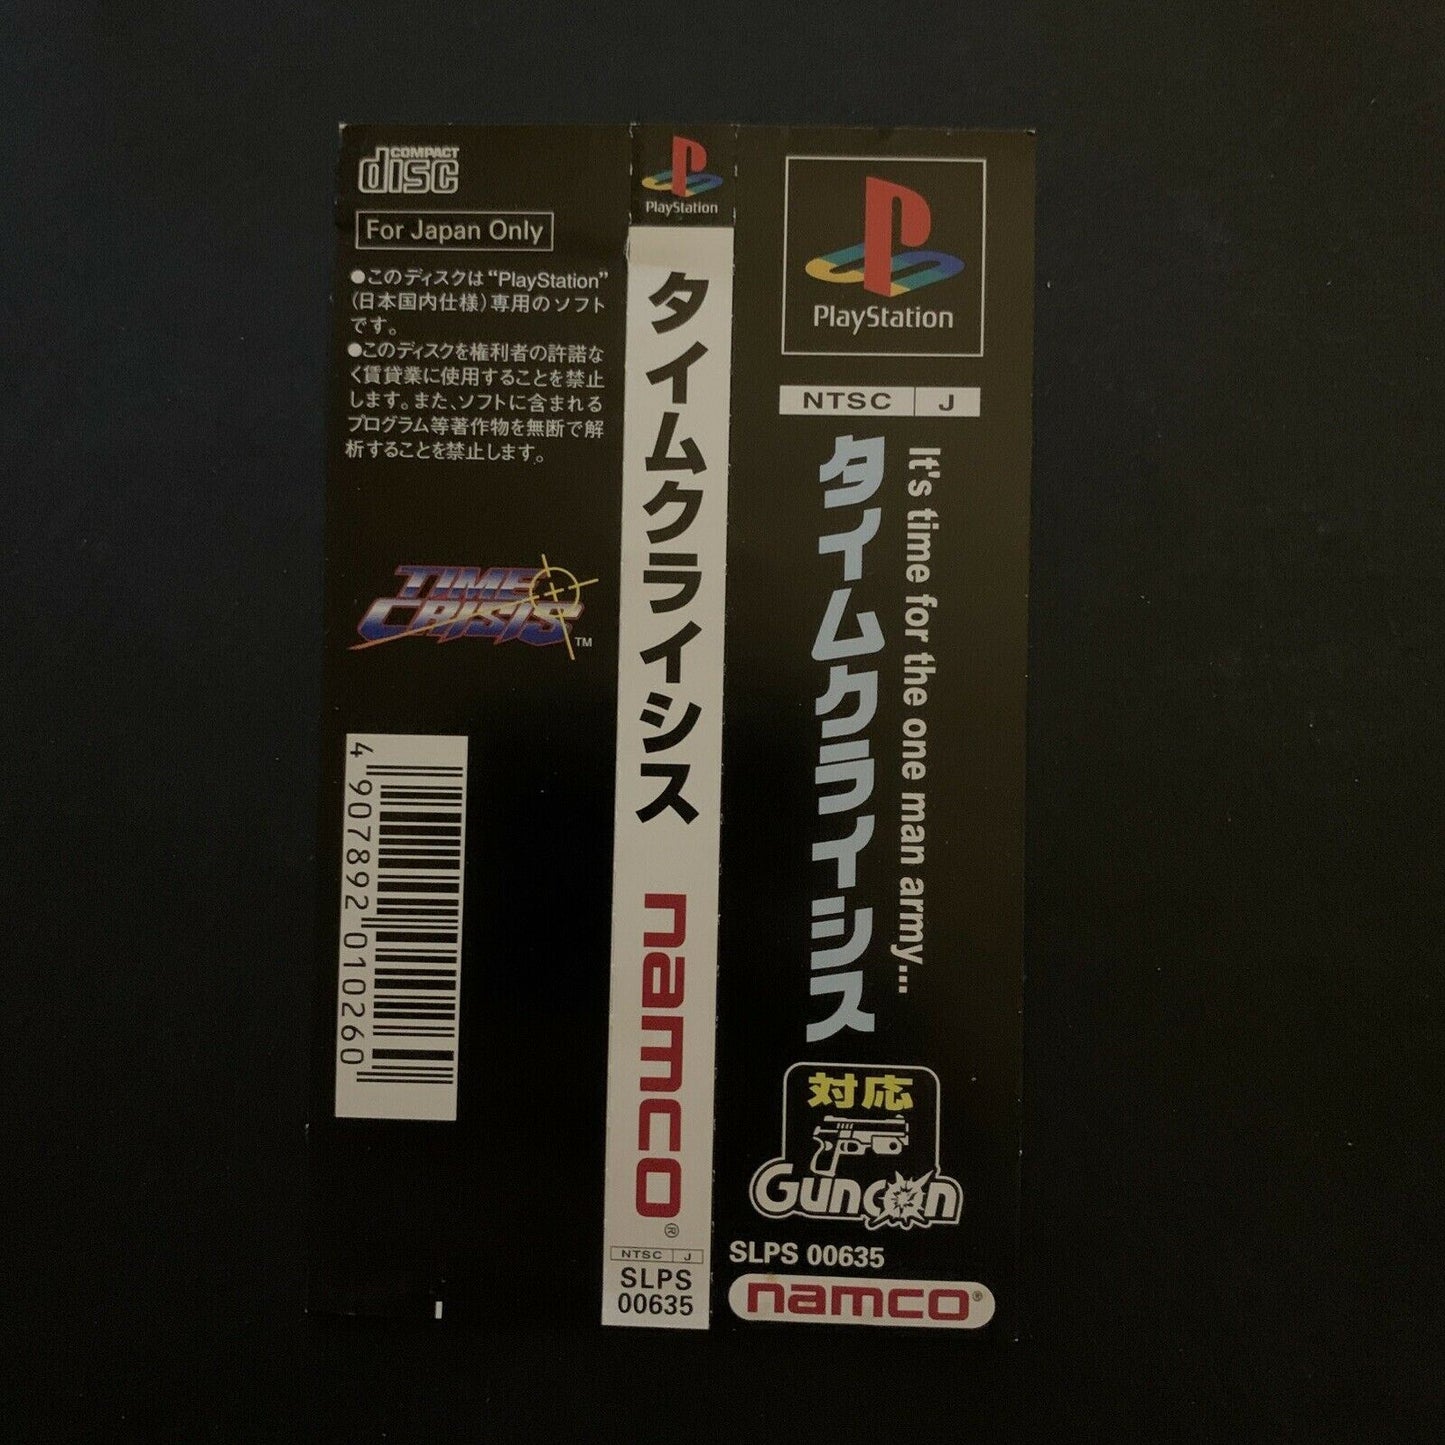 COMPACT
disc
For Japan Only
●このディスクは“PlayStation”
(日本国内仕様)専用のソフト
です。
●このディスクを権利者の許諾な
く賃貸業に使用することを禁止
します。また、ソフトに含まれる
プログラム等著作物を無断で解
析することを禁止します。
TIME
CRISIS™
4 907892 010260
PlayStation
タイムクライシス
namco®
NTSC J
SLPS
00635
PlayStation
NTSC J
It's time for the one man army...
タイムクライシス
対応
Guncon
SLPS 00635
namco®